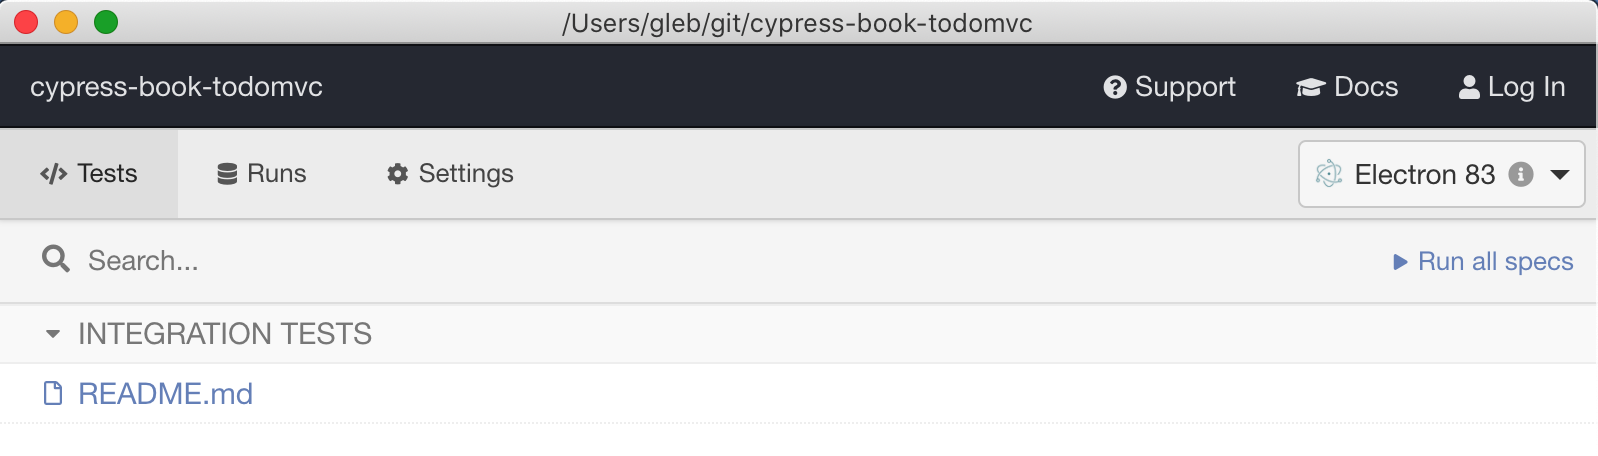 /Users/gleb/git/cypress-book-todomvc
cypress-book-todomvc Support Docs Log In
Tests Runs Settings Electron 83
Search... Run all specs
INTEGRATION TESTS
README.md